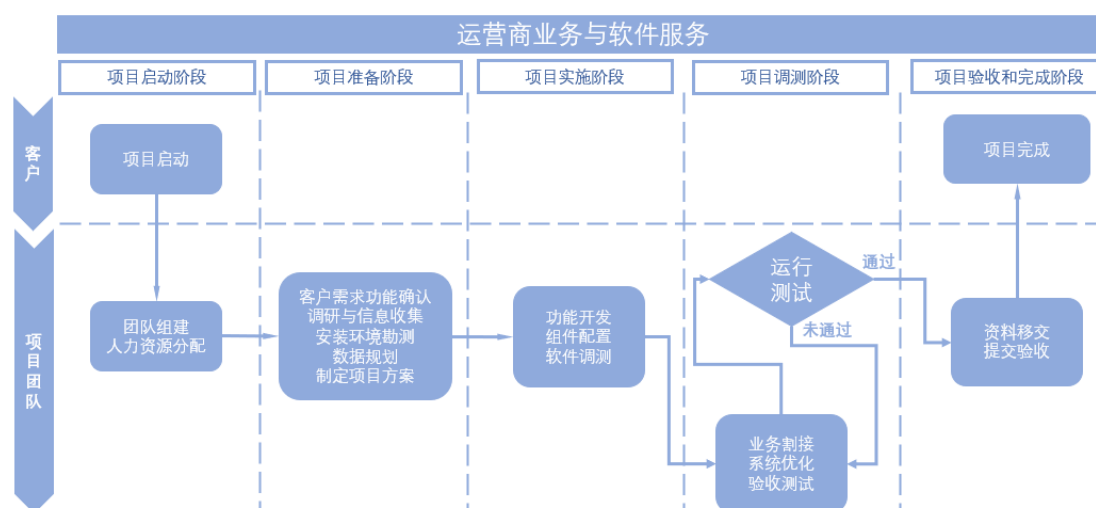 运营商业务与软件服务
项目启动阶段
项目准备阶段
项目实施阶段
项目调测阶段
项目验收和完成阶段
客户
项目启动
项目完成
项目团队
团队组建
人力资源分配
客户需求功能确认
调研与信息收集
安装环境勘测
数据规划
制定项目方案
功能开发
组件配置
软件调测
运行
测试
通过
未通过
业务割接
系统优化
验收测试
资料移交
提交验收